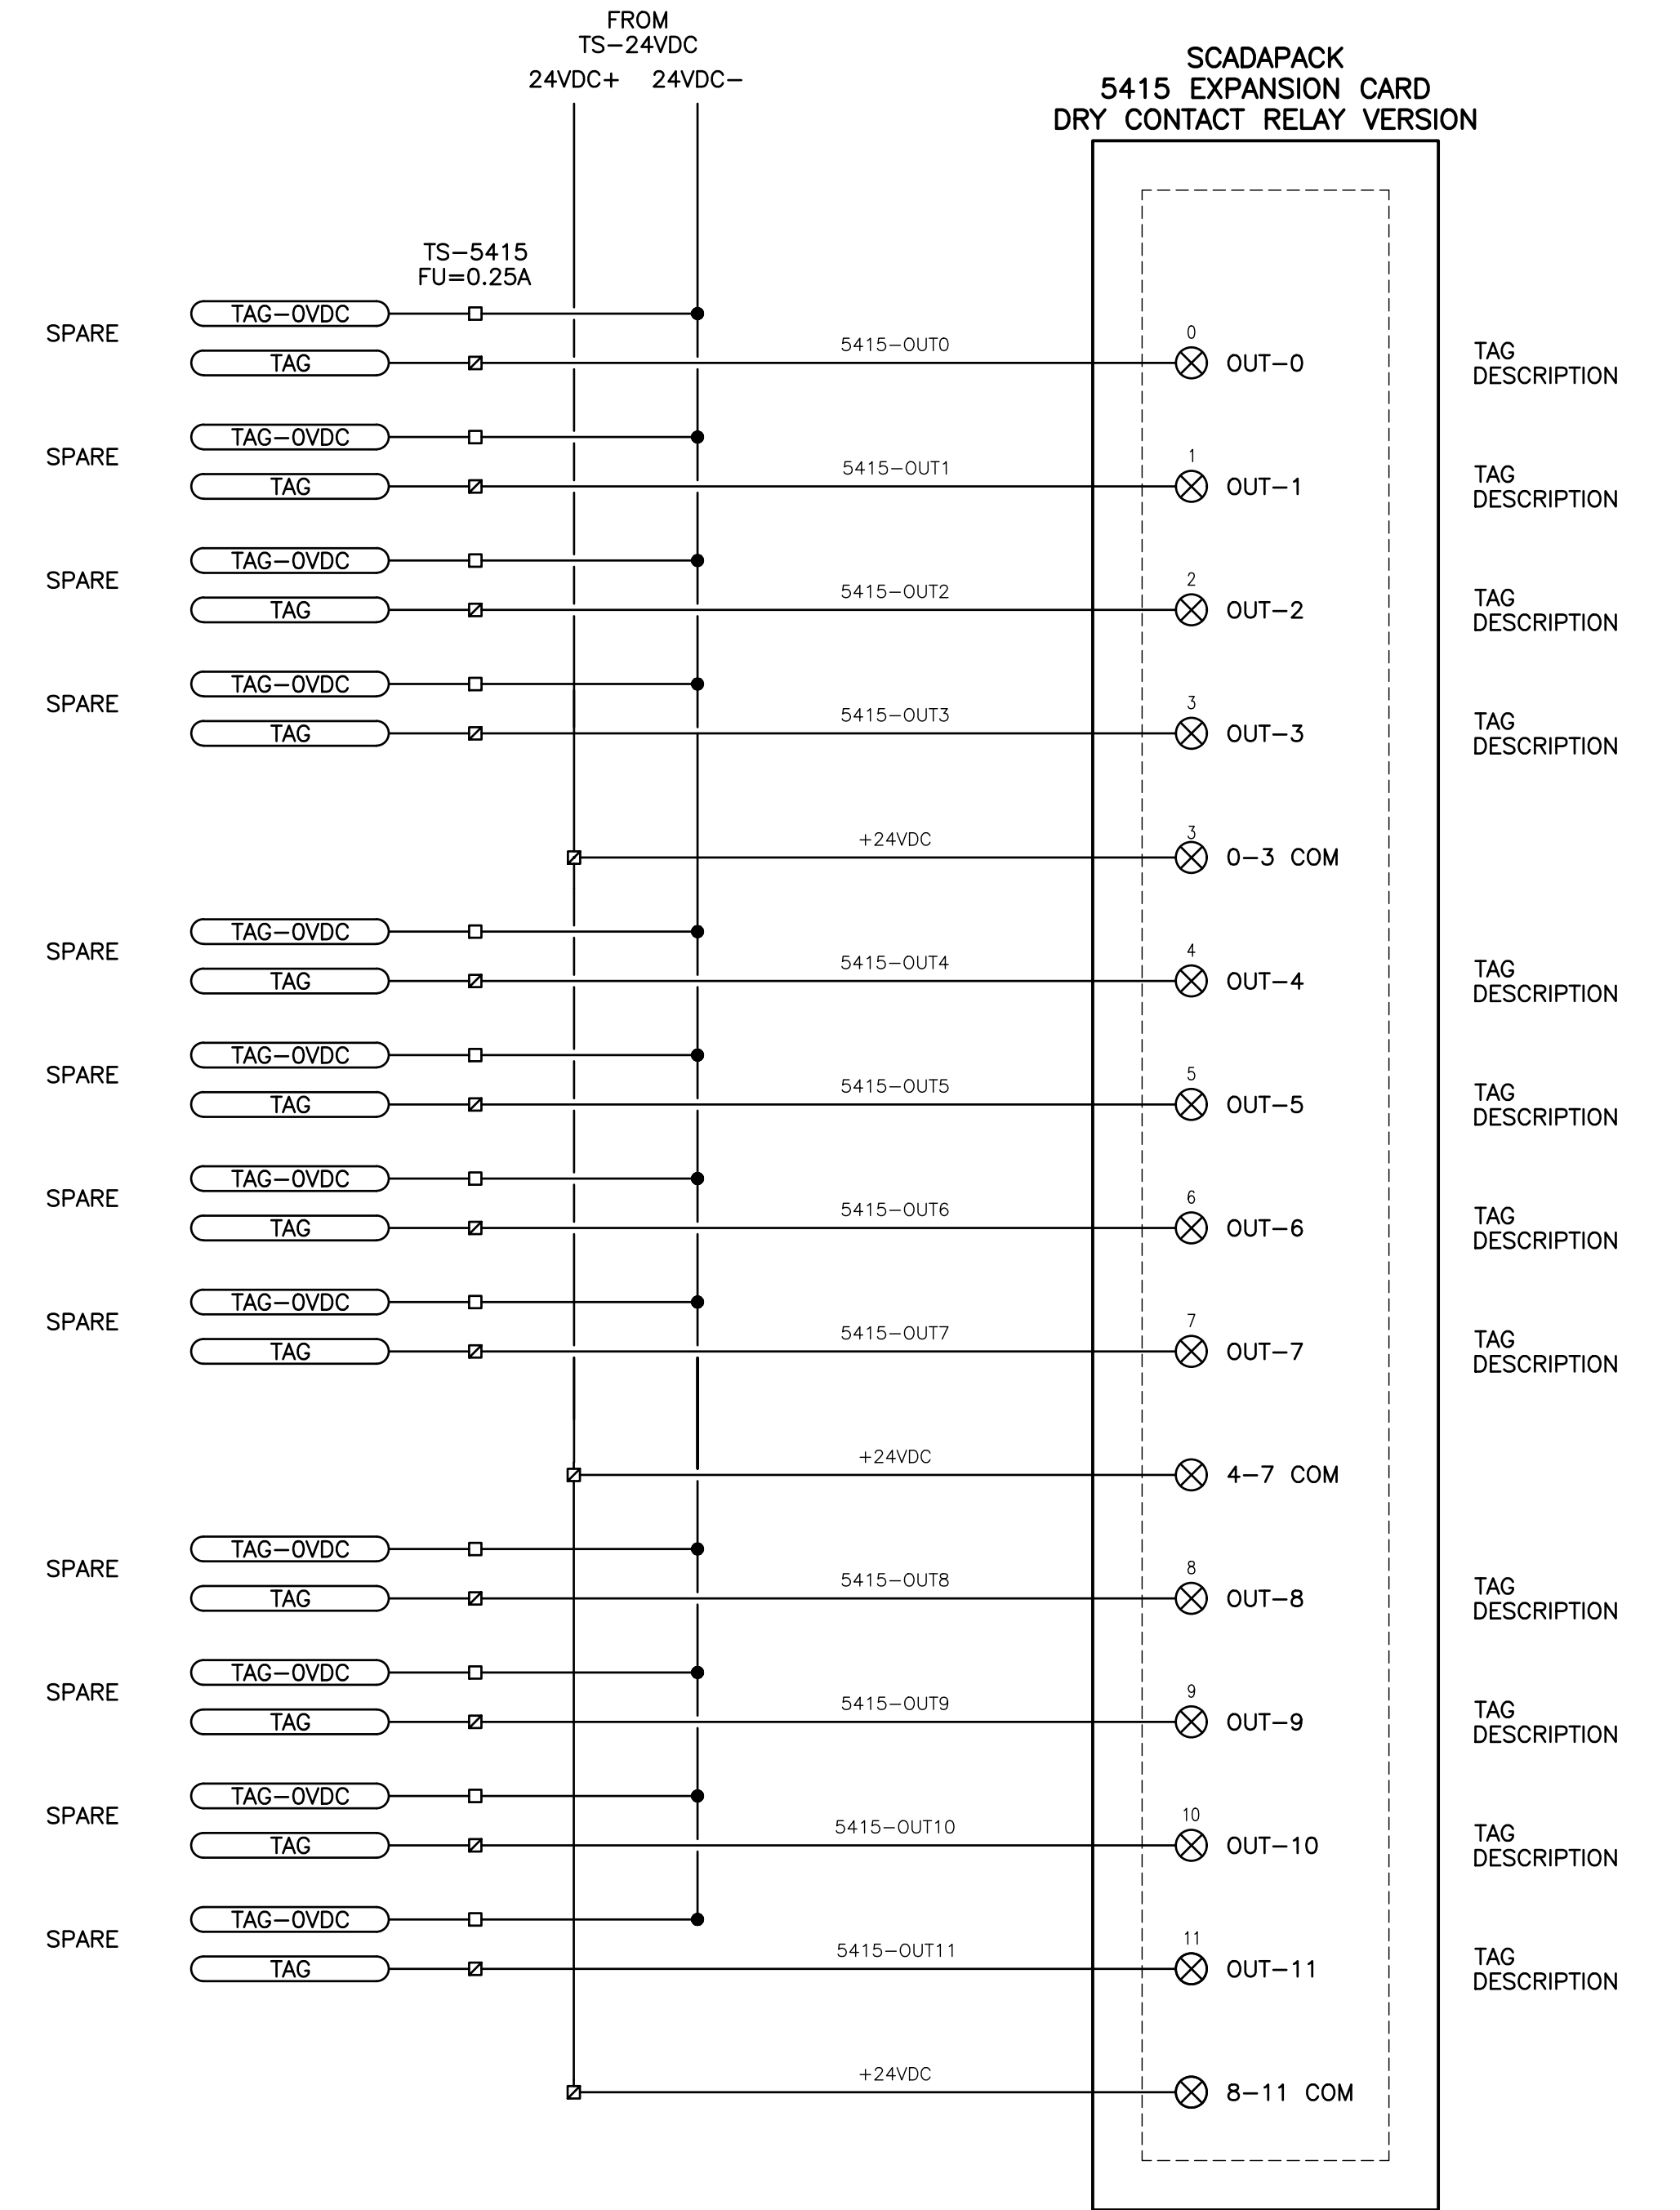 FROM
TS-24VDC
24VDC+ 24VDC-
SCADAPACK
5415 EXPANSION CARD
DRY CONTACT RELAY VERSION
TS-5415
FU=0.25A
SPARE
TAG-0VDC
TAG
5415-OUT0
0
OUT-0
TAG
DESCRIPTION
SPARE
TAG-0VDC
TAG
5415-OUT1
1
OUT-1
TAG
DESCRIPTION
SPARE
TAG-0VDC
TAG
5415-OUT2
2
OUT-2
TAG
DESCRIPTION
SPARE
TAG-0VDC
TAG
5415-OUT3
3
OUT-3
TAG
DESCRIPTION
+24VDC
3
0-3 COM
SPARE
TAG-0VDC
TAG
5415-OUT4
4
OUT-4
TAG
DESCRIPTION
SPARE
TAG-0VDC
TAG
5415-OUT5
5
OUT-5
TAG
DESCRIPTION
SPARE
TAG-0VDC
TAG
5415-OUT6
6
OUT-6
TAG
DESCRIPTION
SPARE
TAG-0VDC
TAG
5415-OUT7
7
OUT-7
TAG
DESCRIPTION
+24VDC
4-7 COM
SPARE
TAG-0VDC
TAG
5415-OUT8
8
OUT-8
TAG
DESCRIPTION
SPARE
TAG-0VDC
TAG
5415-OUT9
9
OUT-9
TAG
DESCRIPTION
SPARE
TAG-0VDC
TAG
5415-OUT10
10
OUT-10
TAG
DESCRIPTION
SPARE
TAG-0VDC
TAG
5415-OUT11
11
OUT-11
TAG
DESCRIPTION
+24VDC
8-11 COM